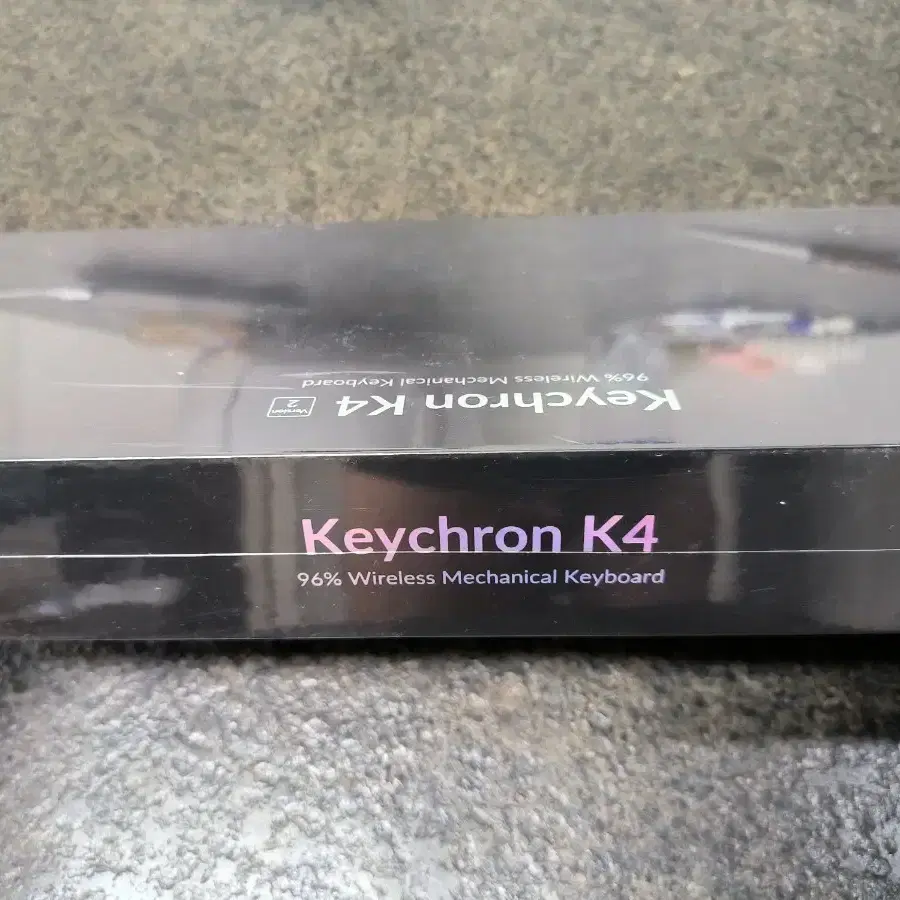 96% Wireless Mechanical Keyboard
Keychron K4 Version 2
Keychron K4
96% Wireless Mechanical Keyboard